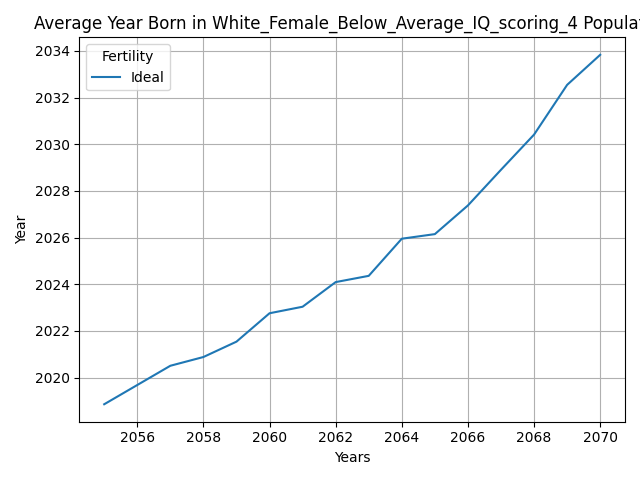 Average Year Born in White_Female_Below_Average_IQ_scoring_4 Populat
Fertility
Ideal
2034
2032
2030
2028
2026
2024
2022
2020
Year
2056 2058 2060 2062 2064 2066 2068 2070
Years